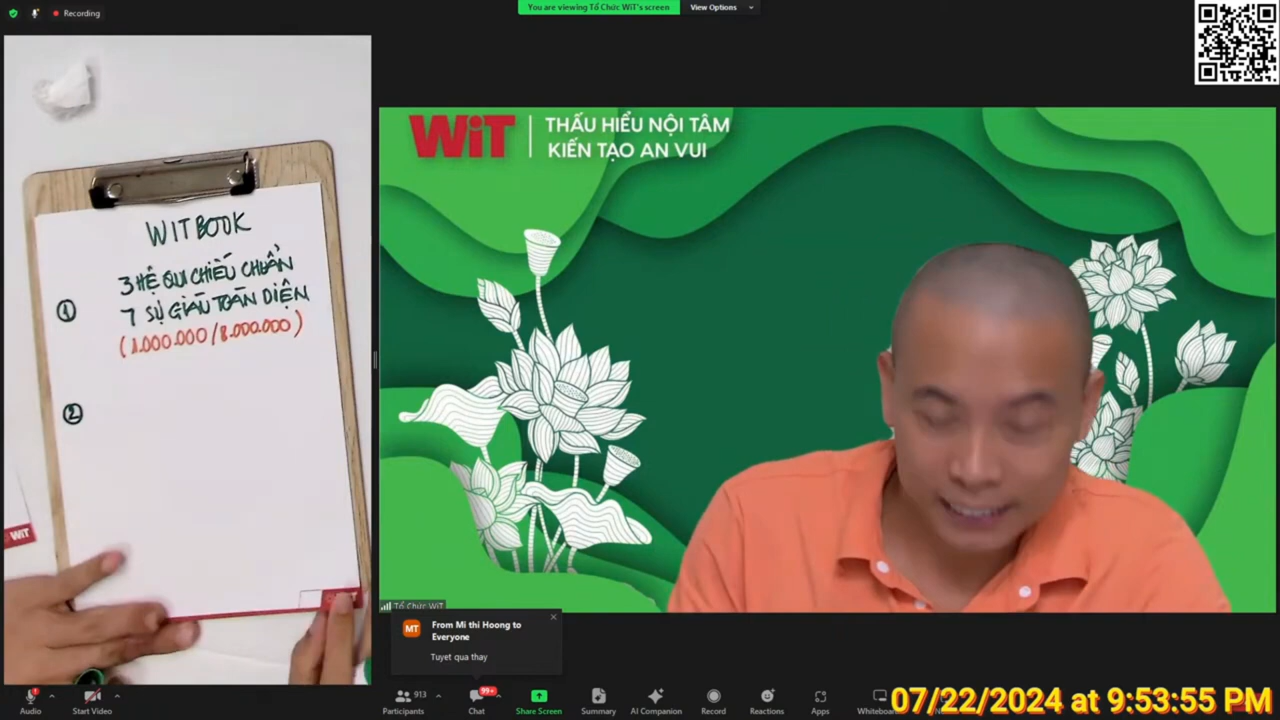 Recording
You are viewing Tổ Chức WiT's screen
View Options
WiT
THẤU HIỂU NỘI TÂM
KIẾN TẠO AN VUI
WITBOOK
① 3 HỆ QUI CHIẾU CHUẨN
7 SỰ GIÀU TOÀN DIỆN
(1.000.000/8.000.000)
②
WiT
Tổ Chức WiT
MT
From Mi thi Hoong to
Everyone
Tuyet qua thay
Audio
Start Video
Participants
913
Chat
99+
Share Screen
Summary
AI Companion
Record
Reactions
Apps
Whiteboa
07/22/2024 at 9:53:55 PM